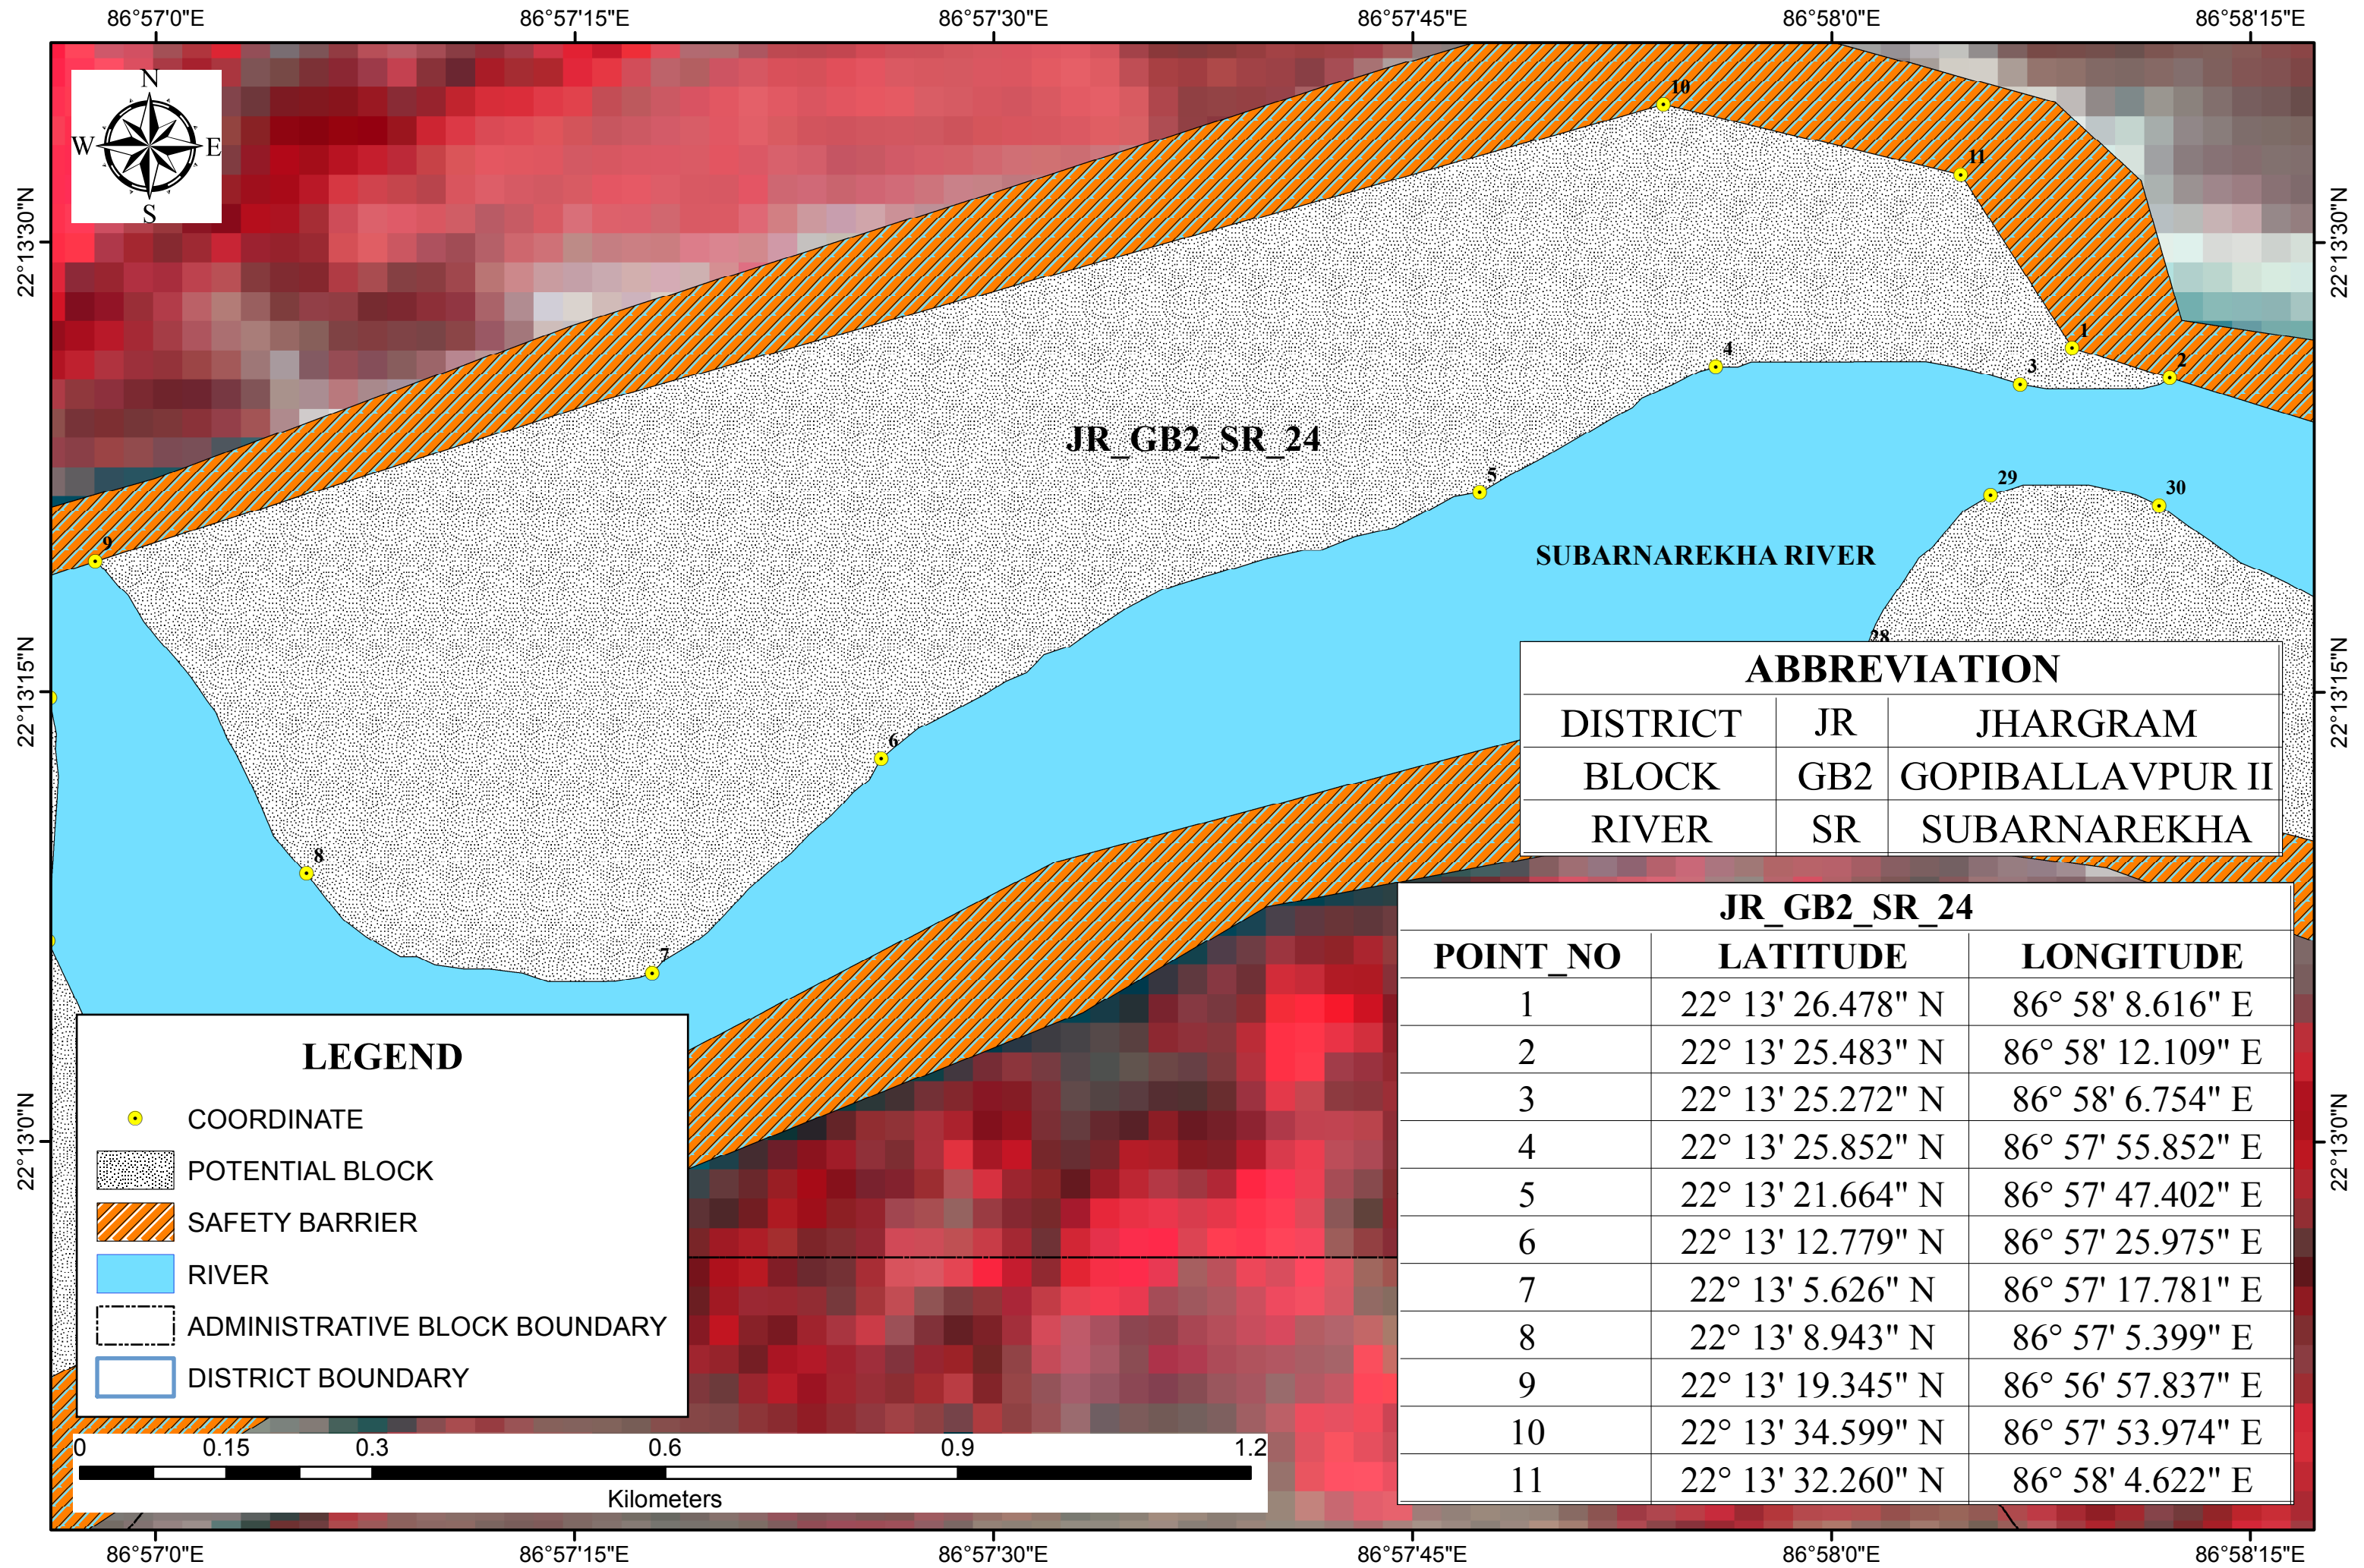 86°57'0"E 86°57'15"E 86°57'30"E 86°57'45"E 86°58'0"E 86°58'15"E
N
W E
S
22°13'30"N 22°13'30"N
10
11
1
2
3
4
JR_GB2_SR_24
5
29
30
9
SUBARNAREKHA RIVER
28
22°13'15"N 22°13'15"N
6
8
7
ABBREVIATION
DISTRICT JR JHARGRAM
BLOCK GB2 GOPIBALLAVPUR II
RIVER SR SUBARNAREKHA
JR_GB2_SR_24
POINT_NO LATITUDE LONGITUDE
1 22° 13' 26.478" N 86° 58' 8.616" E
2 22° 13' 25.483" N 86° 58' 12.109" E
3 22° 13' 25.272" N 86° 58' 6.754" E
4 22° 13' 25.852" N 86° 57' 55.852" E
5 22° 13' 21.664" N 86° 57' 47.402" E
6 22° 13' 12.779" N 86° 57' 25.975" E
7 22° 13' 5.626" N 86° 57' 17.781" E
8 22° 13' 8.943" N 86° 57' 5.399" E
9 22° 13' 19.345" N 86° 56' 57.837" E
10 22° 13' 34.599" N 86° 57' 53.974" E
11 22° 13' 32.260" N 86° 58' 4.622" E
22°13'0"N 22°13'0"N
LEGEND
COORDINATE
POTENTIAL BLOCK
SAFETY BARRIER
RIVER
ADMINISTRATIVE BLOCK BOUNDARY
DISTRICT BOUNDARY
0 0.15 0.3 0.6 0.9 1.2
Kilometers
86°57'0"E 86°57'15"E 86°57'30"E 86°57'45"E 86°58'0"E 86°58'15"E